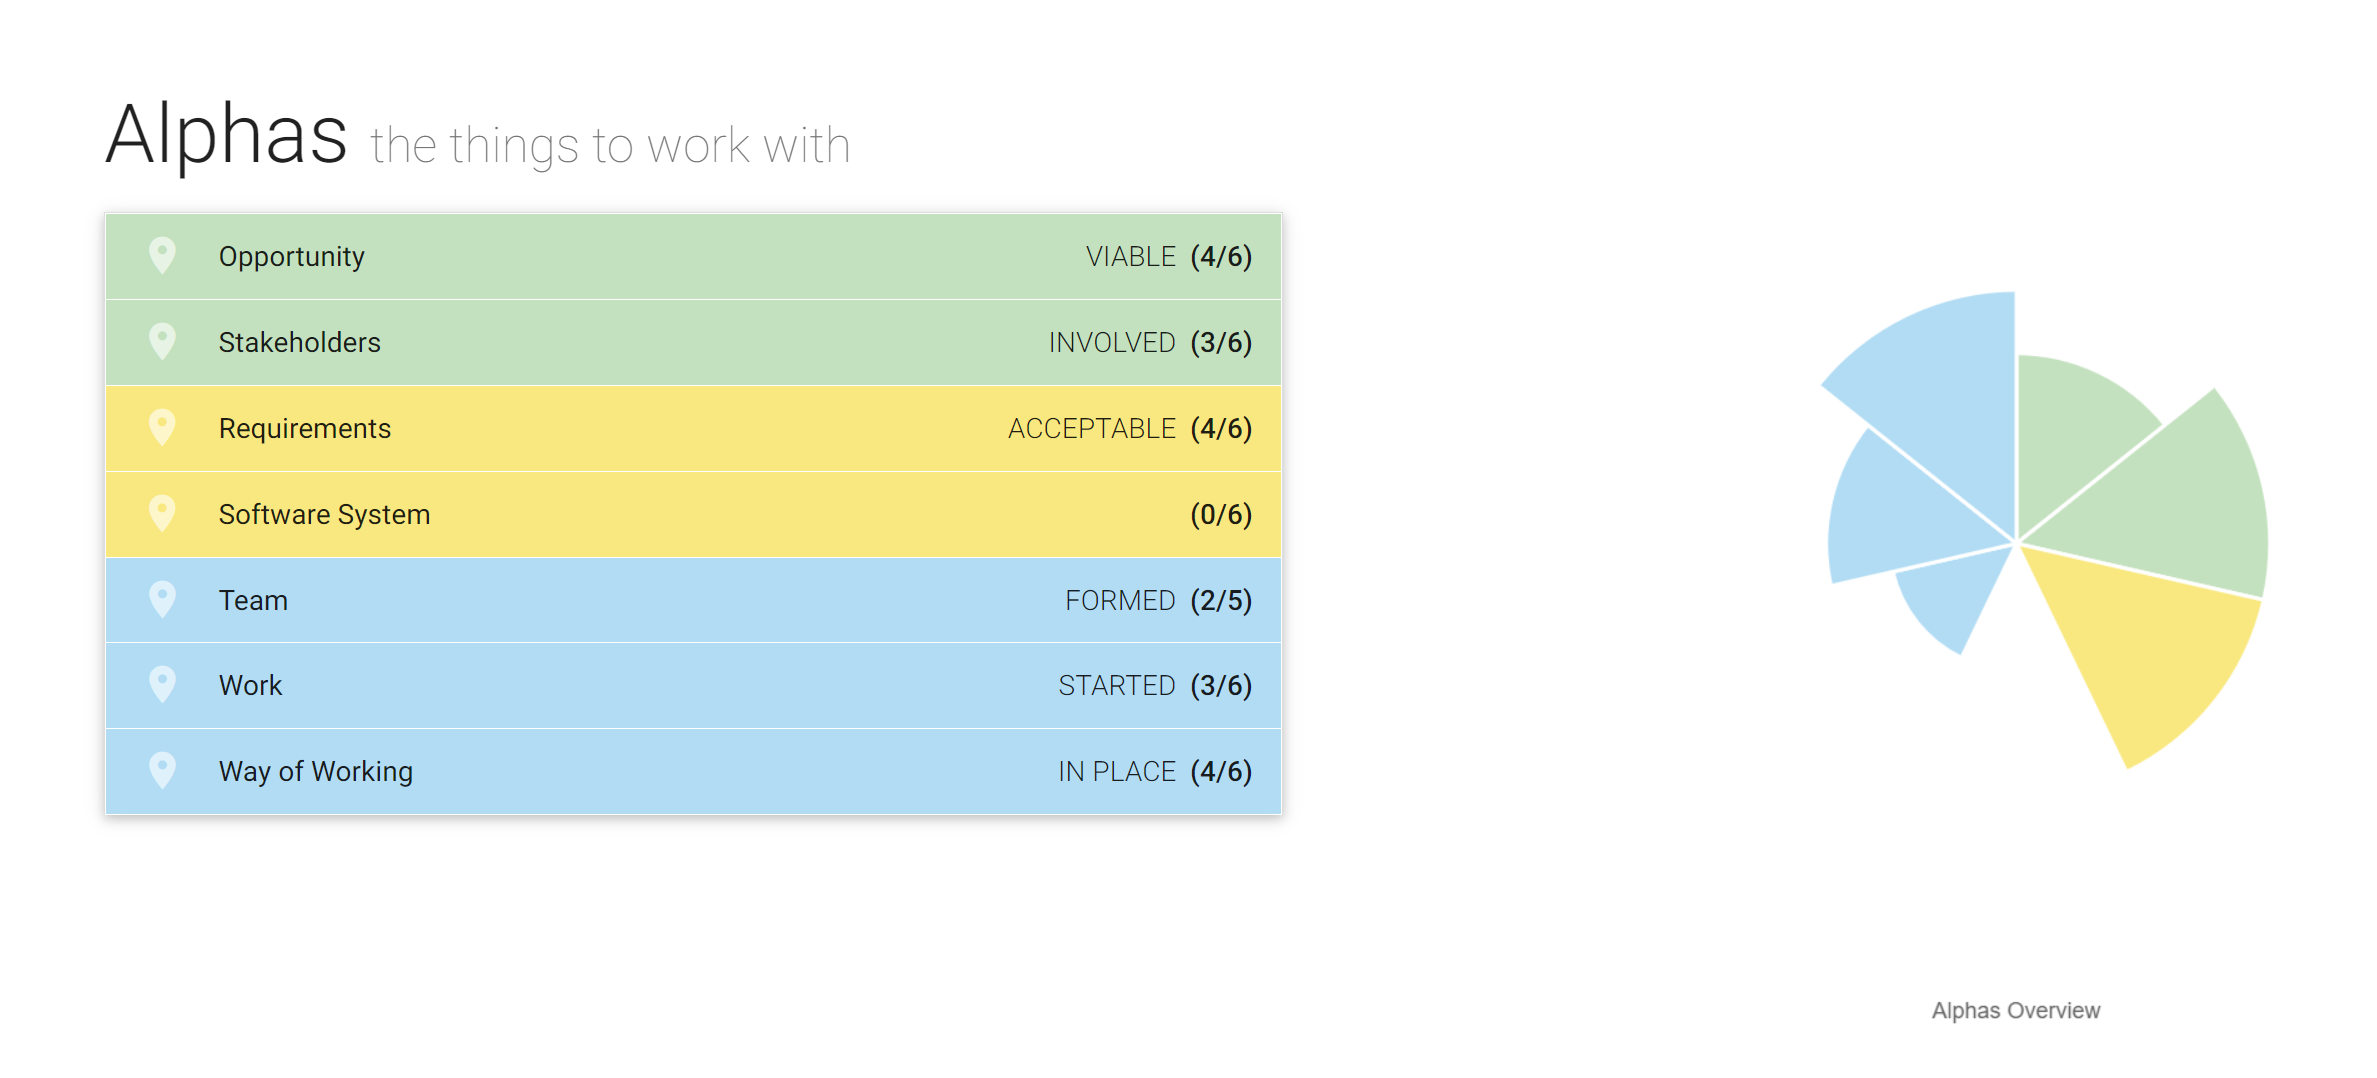 Alphas the things to work with
Opportunity VIABLE (4/6)
Stakeholders INVOLVED (3/6)
Requirements ACCEPTABLE (4/6)
Software System (0/6)
Team FORMED (2/5)
Work STARTED (3/6)
Way of Working IN PLACE (4/6)
Alphas Overview